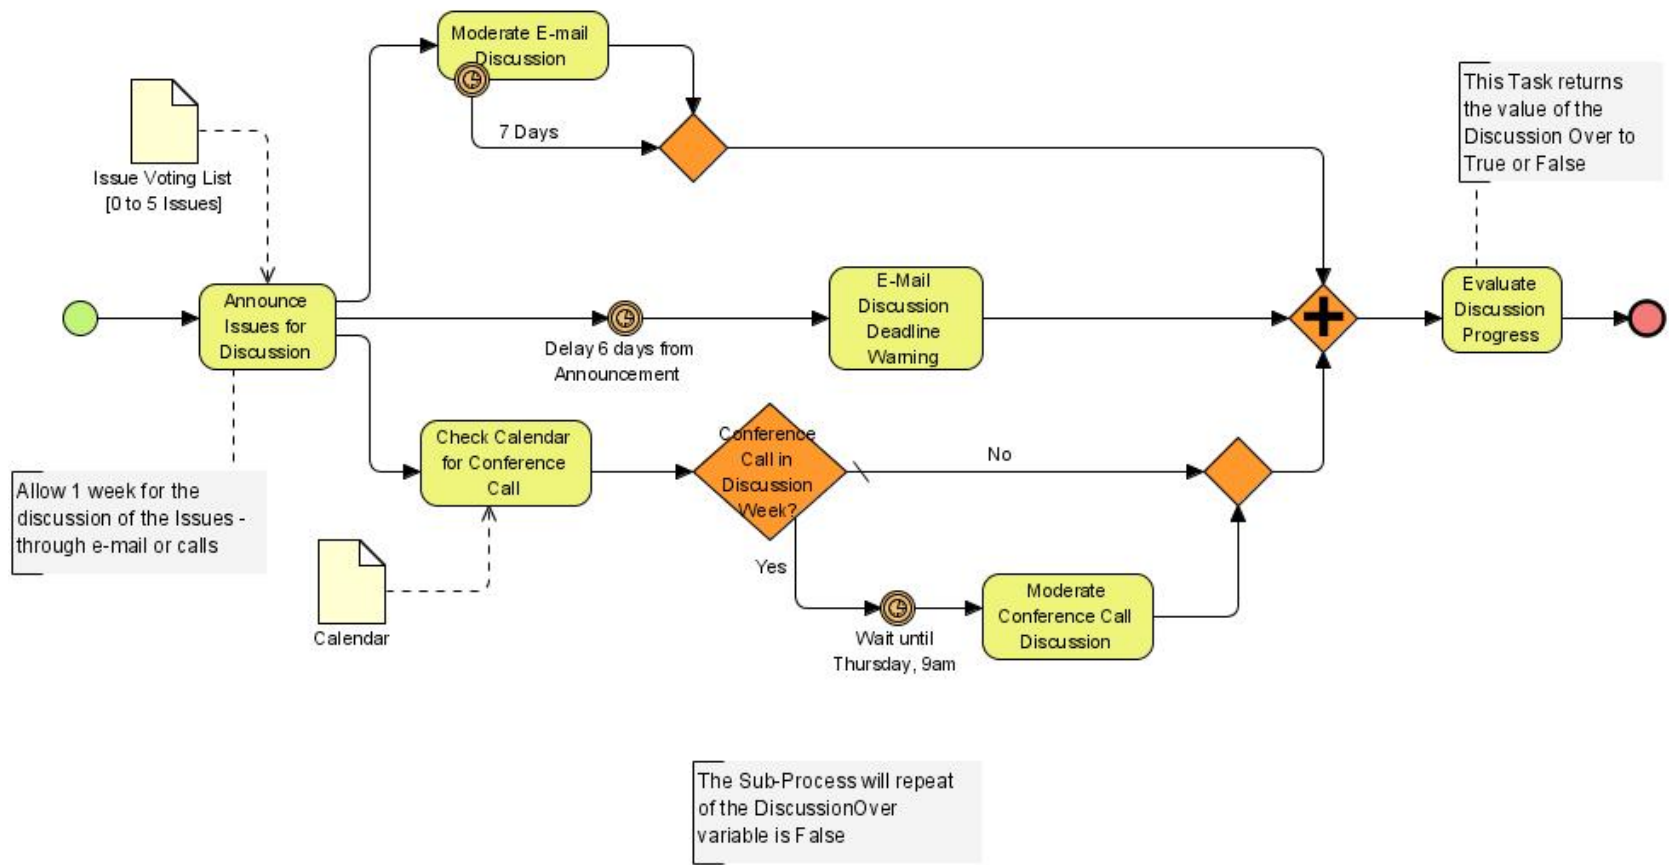 Moderate E-mail
Discussion
7 Days
This Task returns
the value of the
Discussion Over to
True or False
Issue Voting List
[0 to 5 Issues]
Announce
Issues for
Discussion
Delay 6 days from
Announcement
E-Mail
Discussion
Deadline
Warning
Evaluate
Discussion
Progress
Allow 1 week for the
discussion of the Issues -
through e-mail or calls
Check Calendar
for Conference
Call
Conference
Call in
Discussion
Week?
No
Yes
Calendar
Wait until
Thursday, 9am
Moderate
Conference Call
Discussion
The Sub-Process will repeat
of the DiscussionOver
variable is False